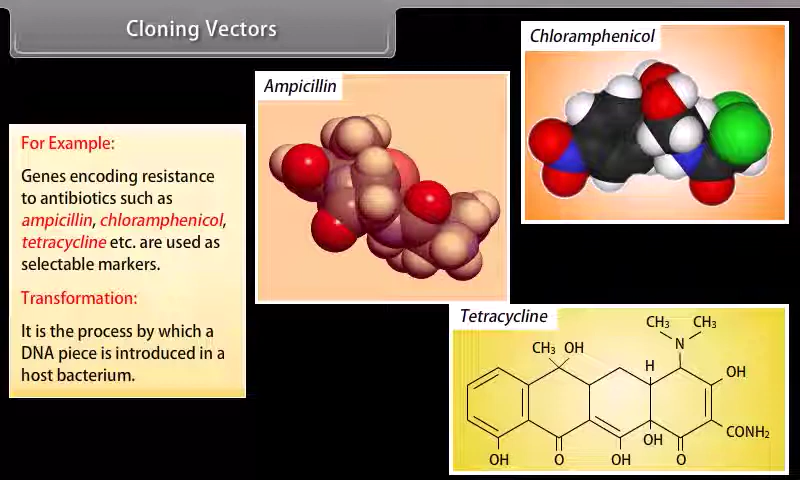 Cloning Vectors
For Example:
Genes encoding resistance
to antibiotics such as
ampicillin, chloramphenicol,
tetracycline etc. are used as
selectable markers.
Transformation:
It is the process by which a
DNA piece is introduced in a
host bacterium.
Ampicillin
Chloramphenicol
Tetracycline
CH₃ CH₃
N
CH₃ OH
H
OH
CONH₂
OH
OH O OH O